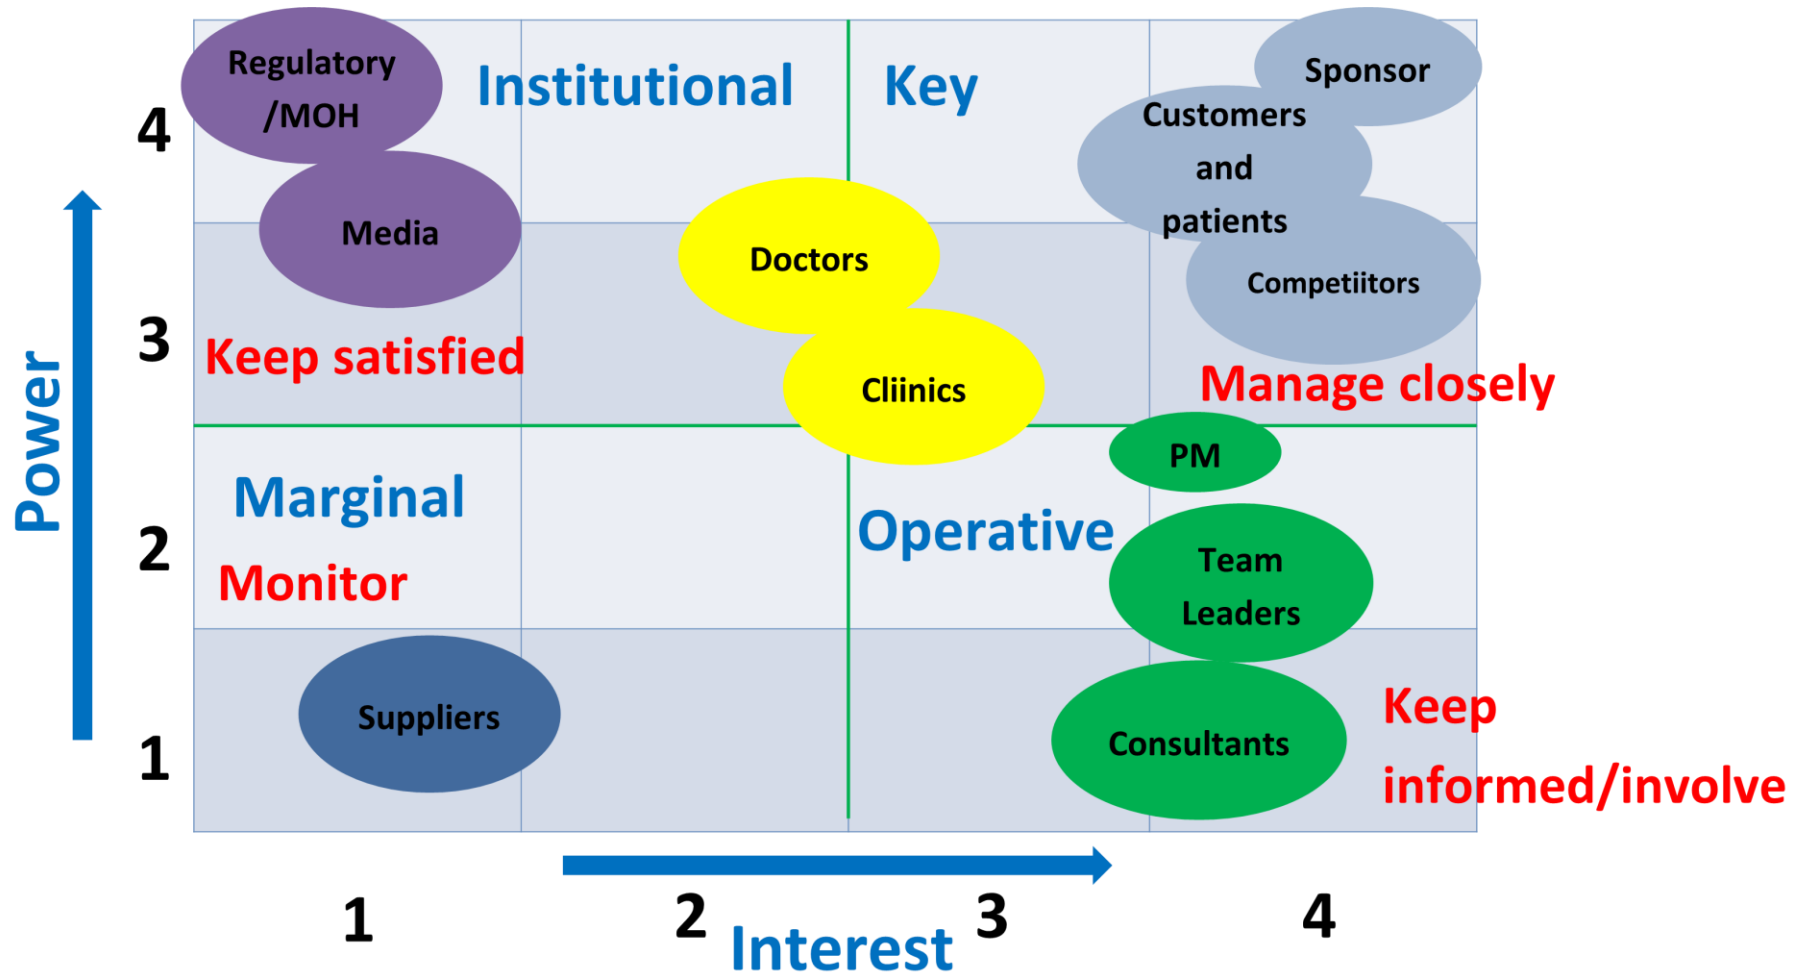 Regulatory
/MOH
Institutional
Key
Sponsor
Customers
and
patients
4
Media
Doctors
Competiitors
3
Keep satisfied
Cliinics
Manage closely
Power
PM
Marginal
Operative
2
Monitor
Team
Leaders
Suppliers
Consultants
Keep
informed/involve
1
1
2
3
4
Interest